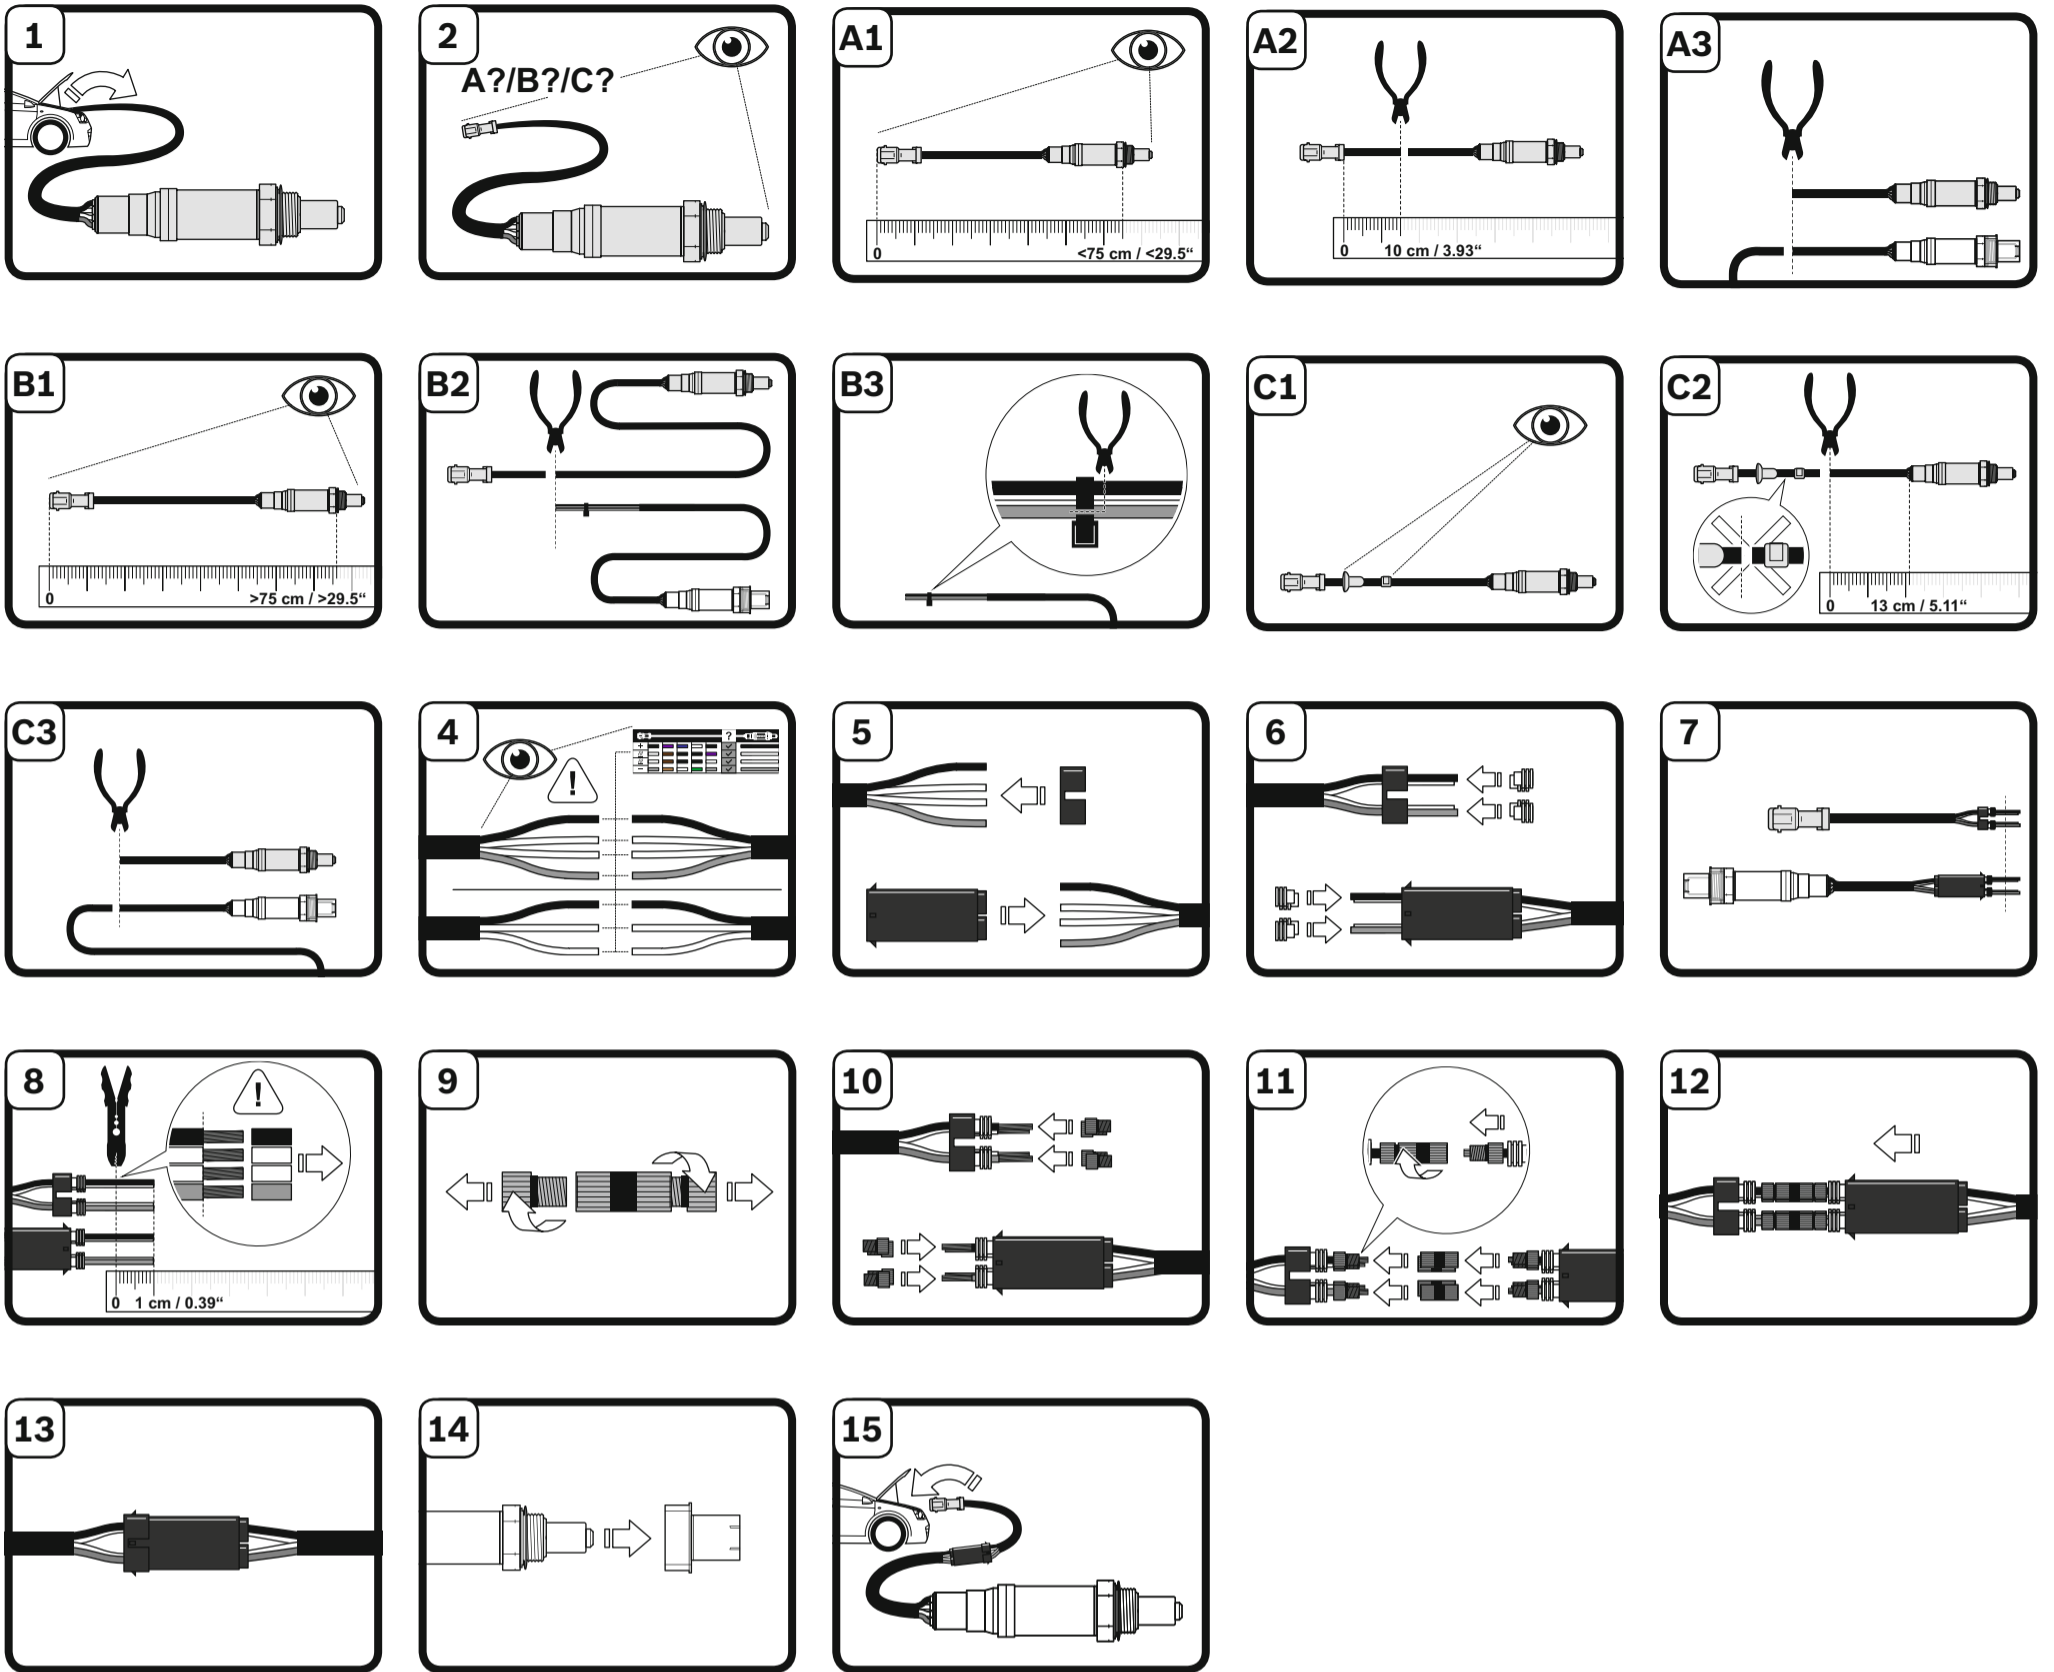 1
2
A?/B?/C?
A1
0 <75 cm / <29.5“
A2
0 10 cm / 3.93“
A3
B1
0 >75 cm / >29.5“
B2
B3
C1
C2
0 13 cm / 5.11“
C3
4
!
?
+
−
5
6
7
8
!
0 1 cm / 0.39“
9
10
11
12
13
14
15